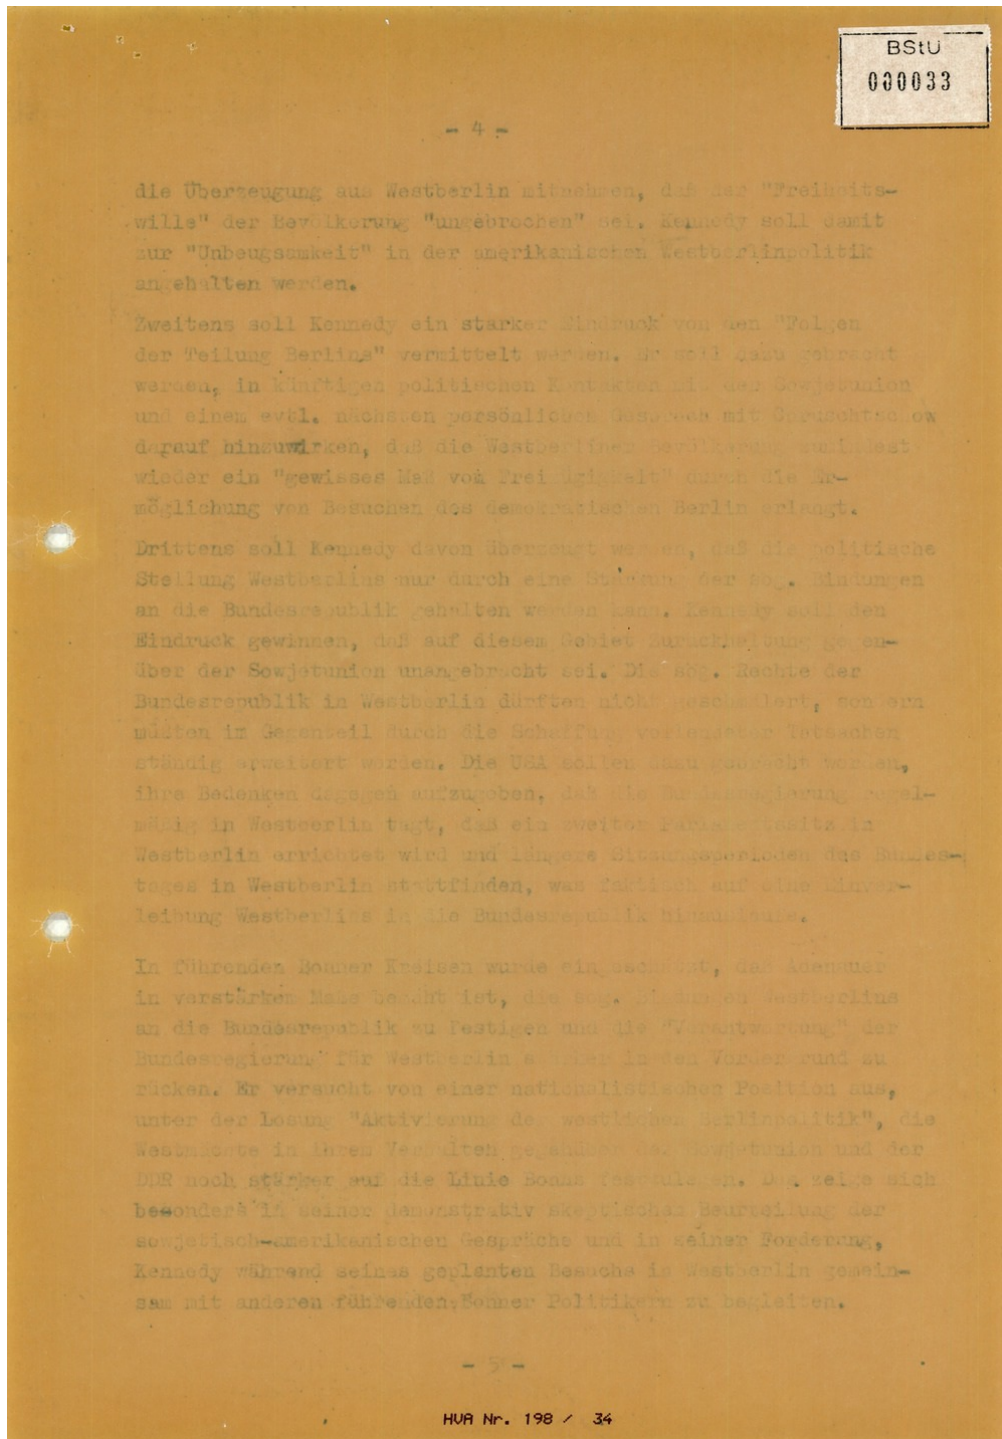 BStU
000033
- 4 -
die Überzeugung aus Westberlin mitnehmen, daß der "Freiheits-
wille" der Bevölkerung "ungebrochen" sei. Kennedy soll damit
zur "Unbeugsamkeit" in der amerikanischen Westberlinpolitik
angehalten werden.
Zweitens soll Kennedy ein starker Eindruck von den "Folgen
der Teilung Berlins" vermittelt werden. Er soll dazu gebracht
werden, in künftigen politischen Kontakten mit der Sowjetunion
und einem evtl. nächsten persönlichen Gespräch mit Chruschtschow
darauf hinzuwirken, daß die Westberliner Bevölkerung zumindest
wieder ein "gewisses Maß von Freizügigkeit" durch die Er-
möglichung von Besuchen des demokratischen Berlin erlangt.
Drittens soll Kennedy davon überzeugt werden, daß die politische
Stellung Westberlins nur durch eine Stärkung der sog. Bindungen
an die Bundesrepublik gehalten werden kann. Kennedy soll den
Eindruck gewinnen, daß auf diesem Gebiet Zurückhaltung gegen-
über der Sowjetunion unangebracht sei. Die sog. Rechte der
Bundesrepublik in Westberlin dürften nicht geschmälert, sondern
müßten im Gegenteil durch die Schaffung vollendeter Tatsachen
ständig erweitert werden. Die USA sollen dazu gebracht werden,
ihre Bedenken dagegen aufzugeben, daß die Bundesregierung regel-
mäßig in Westberlin tagt, daß ein zweiter Parlamentssitz in
Westberlin errichtet wird und längere Sitzungsperioden des Bundes-
tages in Westberlin stattfinden, was faktisch auf eine Einver-
leibung Westberlins in die Bundesrepublik hinausläuft.
In führenden Bonner Kreisen wurde eingeschätzt, daß Adenauer
in verstärkem Maße bemüht ist, die sog. Bindungen Westberlins
an die Bundesrepublik zu festigen und die "Verantwortung" der
Bundesregierung für Westberlin stärker in den Vordergrund zu
rücken. Er versucht von einer nationalistischen Position aus,
unter der Losung "Aktivierung der westlichen Berlinpolitik", die
Westmächte in ihrem Verhalten gegenüber der Sowjetunion und der
DDR noch stärker auf die Linie Bonns festzulegen. Das zeige sich
besonders in seiner demonstrativ skeptischen Beurteilung der
sowjetisch-amerikanischen Gespräche und in seiner Forderung,
Kennedy während seines geplanten Besuchs in Westberlin gemein-
sam mit anderen führenden Bonner Politikern zu begleiten.
- 5 -
HVA Nr. 198 / 34